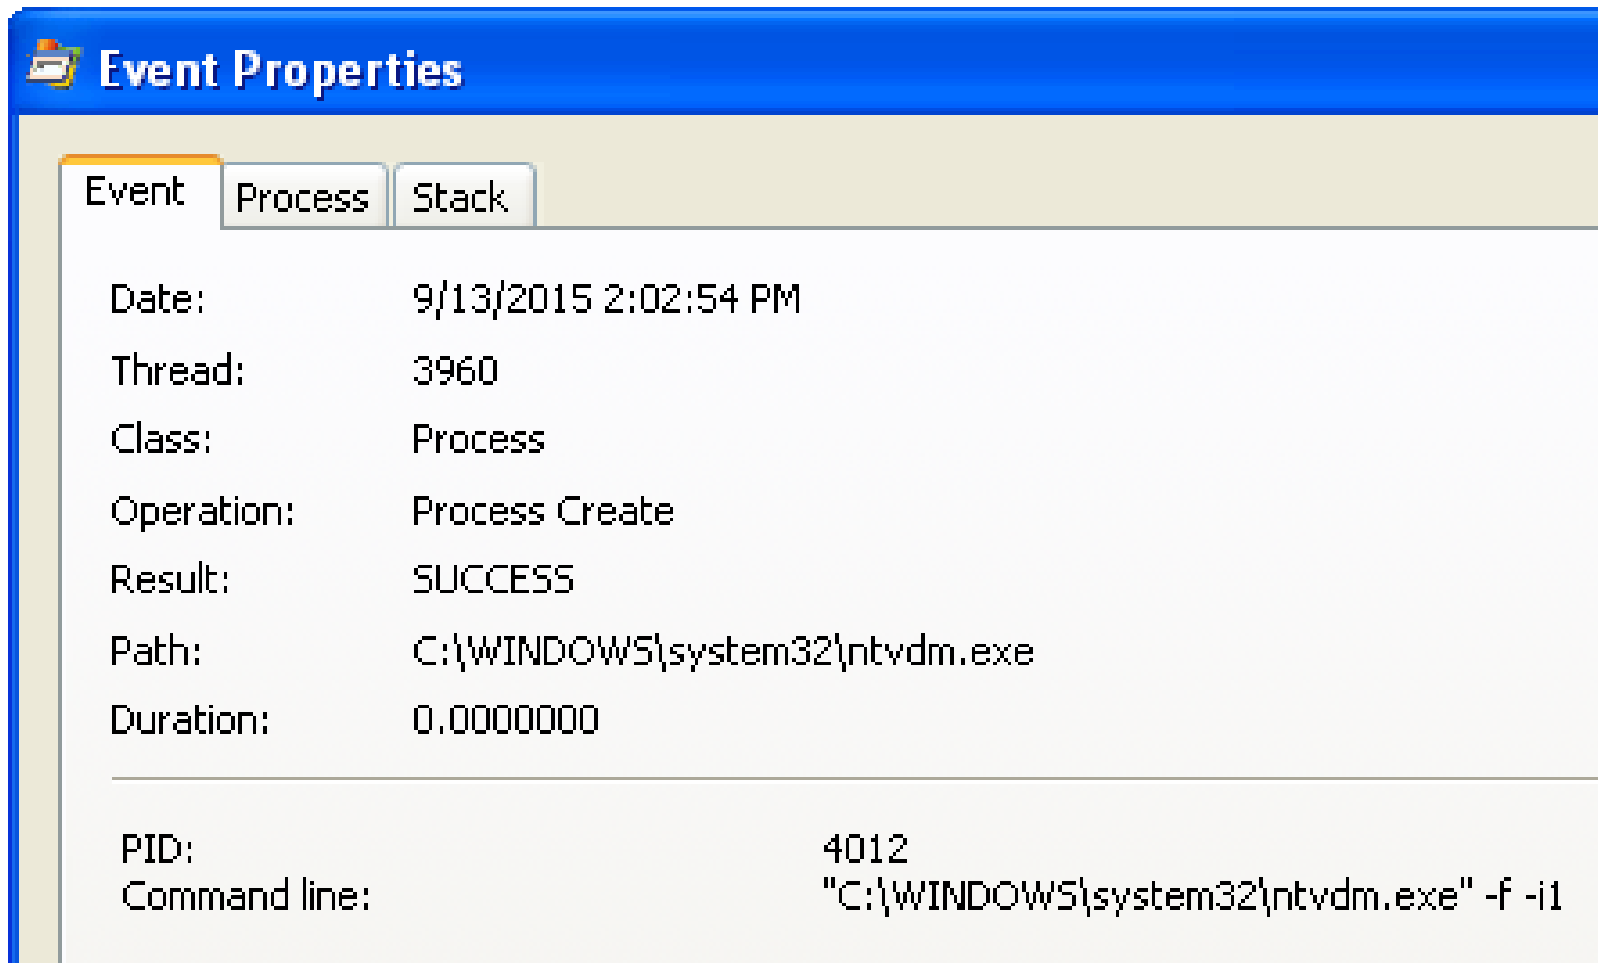 Event Properties
Event Process Stack
Date: 9/13/2015 2:02:54 PM
Thread: 3960
Class: Process
Operation: Process Create
Result: SUCCESS
Path: C:\WINDOWS\system32\ntvdm.exe
Duration: 0.0000000
PID: 4012
Command line: "C:\WINDOWS\system32\ntvdm.exe" -f -i1